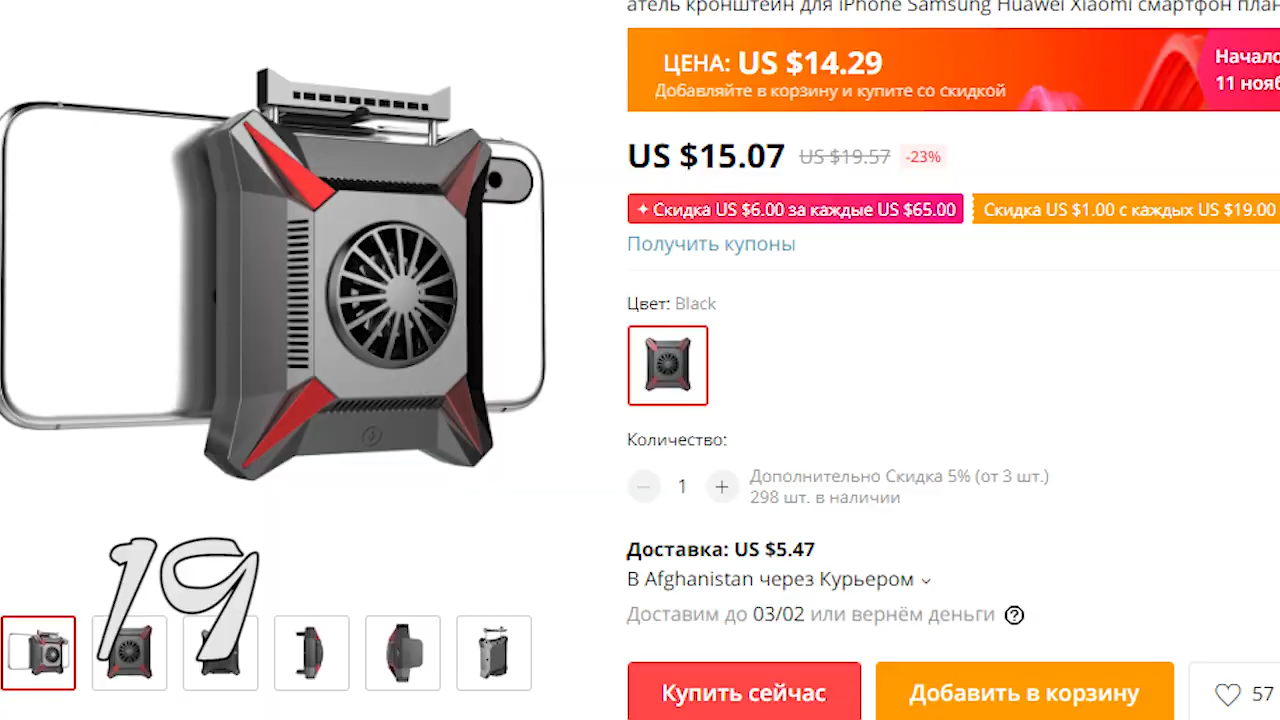 атель кронштейн для iPhone Samsung Huawei Xiaomi смартфон план
ЦЕНА: US $14.29
Добавляйте в корзину и купите со скидкой
Начало
11 нояб
US $15.07 US $19.57 -23%
Скидка US $6.00 за каждые US $65.00
Скидка US $1.00 с каждых US $19.00
Получить купоны
Цвет: Black
Количество:
1
Дополнительно Скидка 5% (от 3 шт.)
298 шт. в наличии
Доставка: US $5.47
В Afghanistan через Курьером
Доставим до 03/02 или вернём деньги
19
Купить сейчас
Добавить в корзину
57